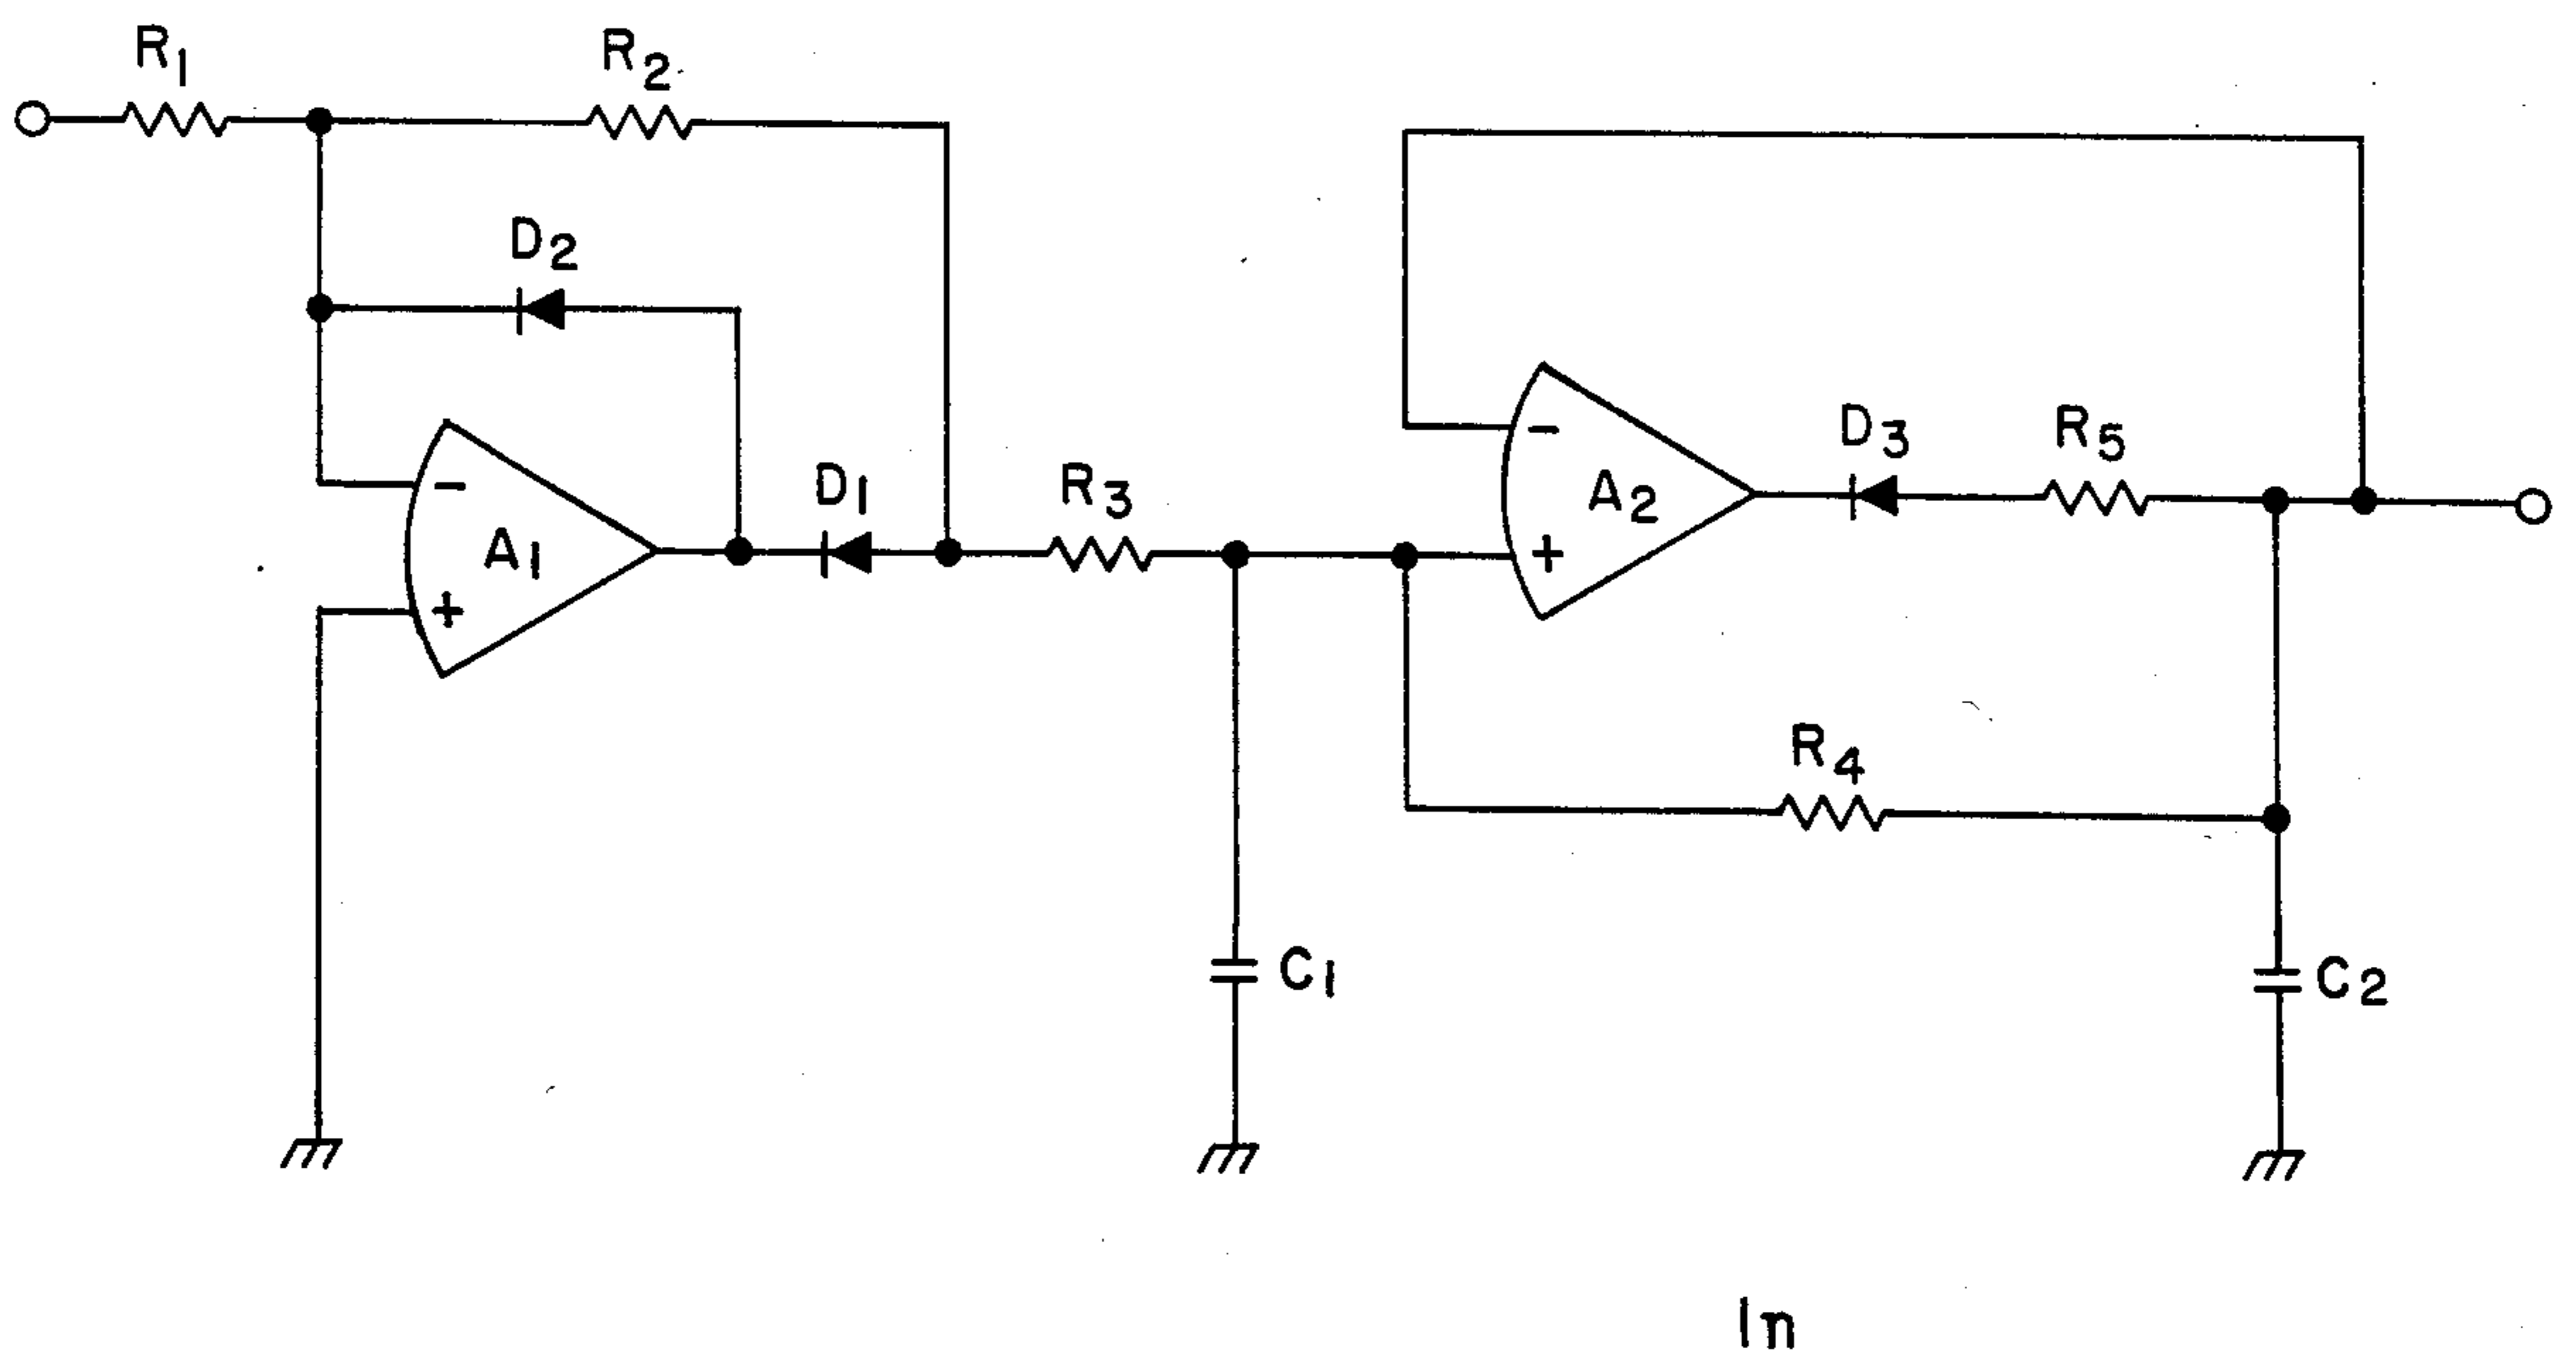 R1
R2
D2
D1
R3
A1
−
+
D3
R5
A2
−
+
R4
C1
C2
In